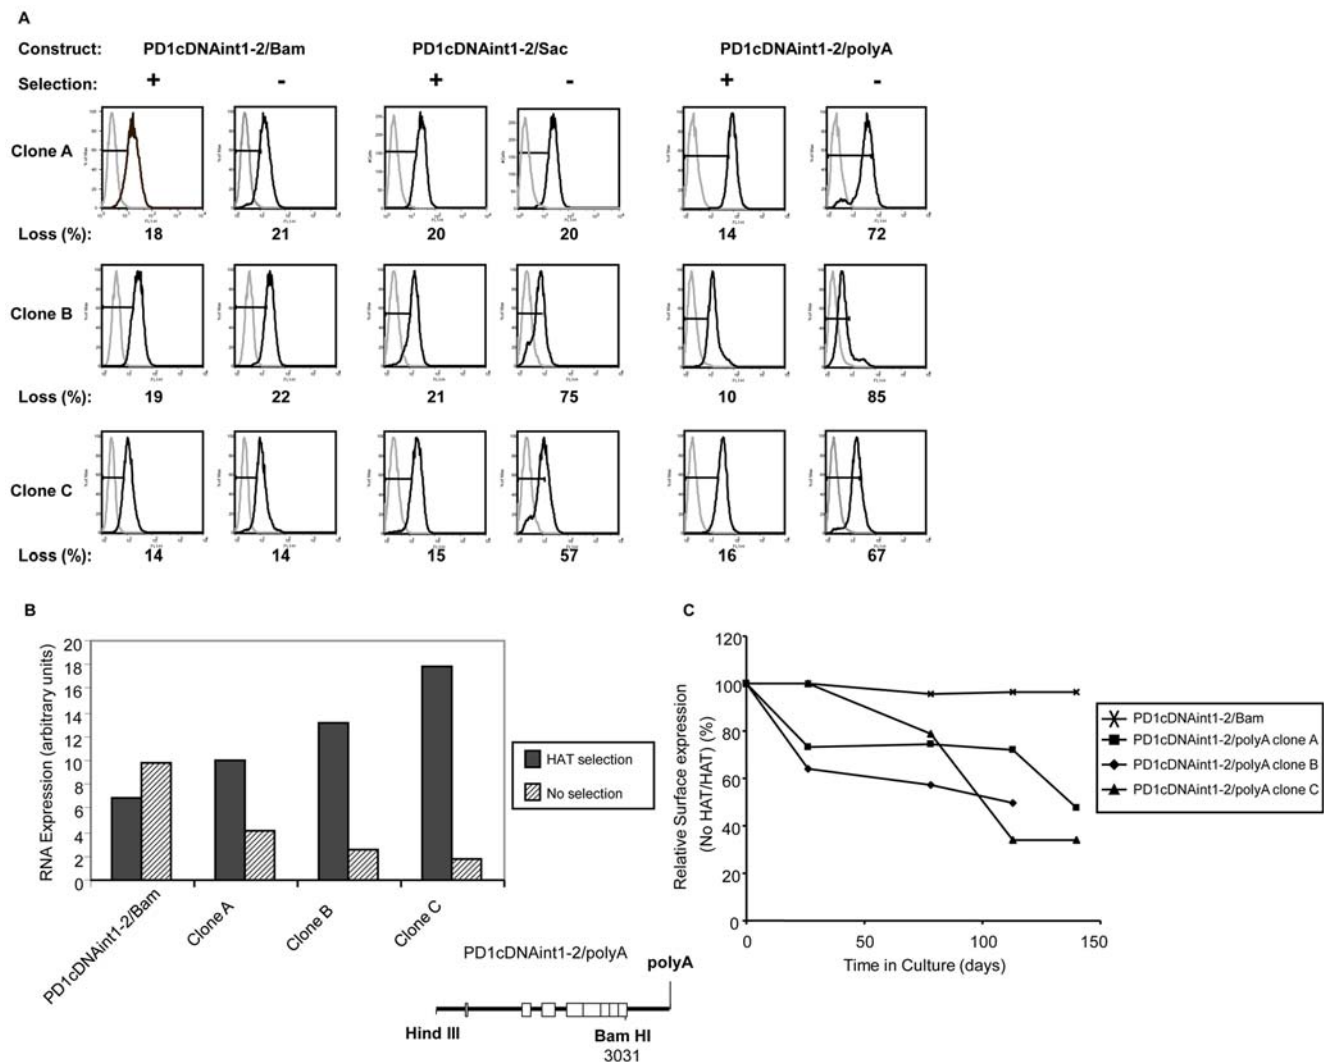 A
Construct: PD1cDNAint1-2/Bam PD1cDNAint1-2/Sac PD1cDNAint1-2/polyA
Selection: + - + - + -
Clone A
Loss (%): 18 21 20 20 14 72
Clone B
Loss (%): 19 22 21 75 10 85
Clone C
Loss (%): 14 14 15 57 16 67
B
RNA Expression (arbitrary units)
20
18
16
14
12
10
8
6
4
2
0
PD1cDNAint1-2/Bam
Clone A
Clone B
Clone C
HAT selection
No selection
PD1cDNAint1-2/polyA
polyA
Hind III
Bam HI
3031
C
Relative Surface expression
(No HAT/HAT) (%)
120
100
80
60
40
20
0
0 50 100 150
Time in Culture (days)
PD1cDNAint1-2/Bam
PD1cDNAint1-2/polyA clone A
PD1cDNAint1-2/polyA clone B
PD1cDNAint1-2/polyA clone C